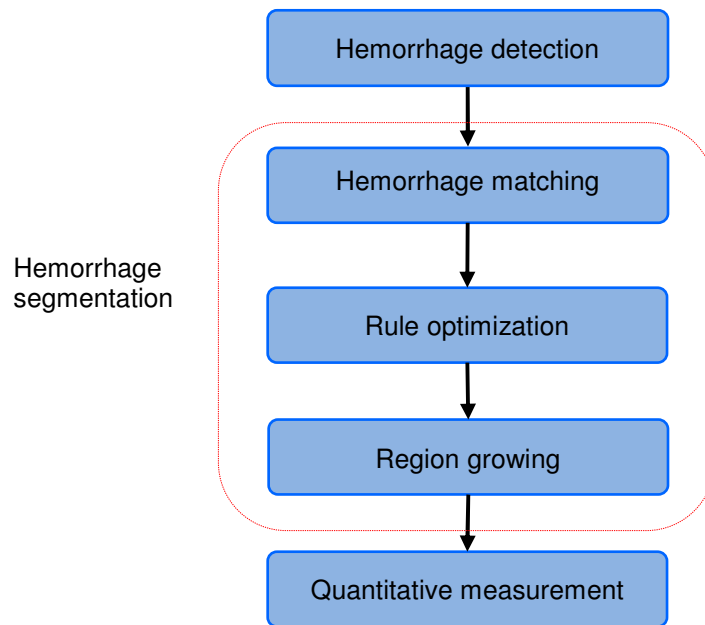 Hemorrhage detection
Hemorrhage matching
Hemorrhage
segmentation
Rule optimization
Region growing
Quantitative measurement